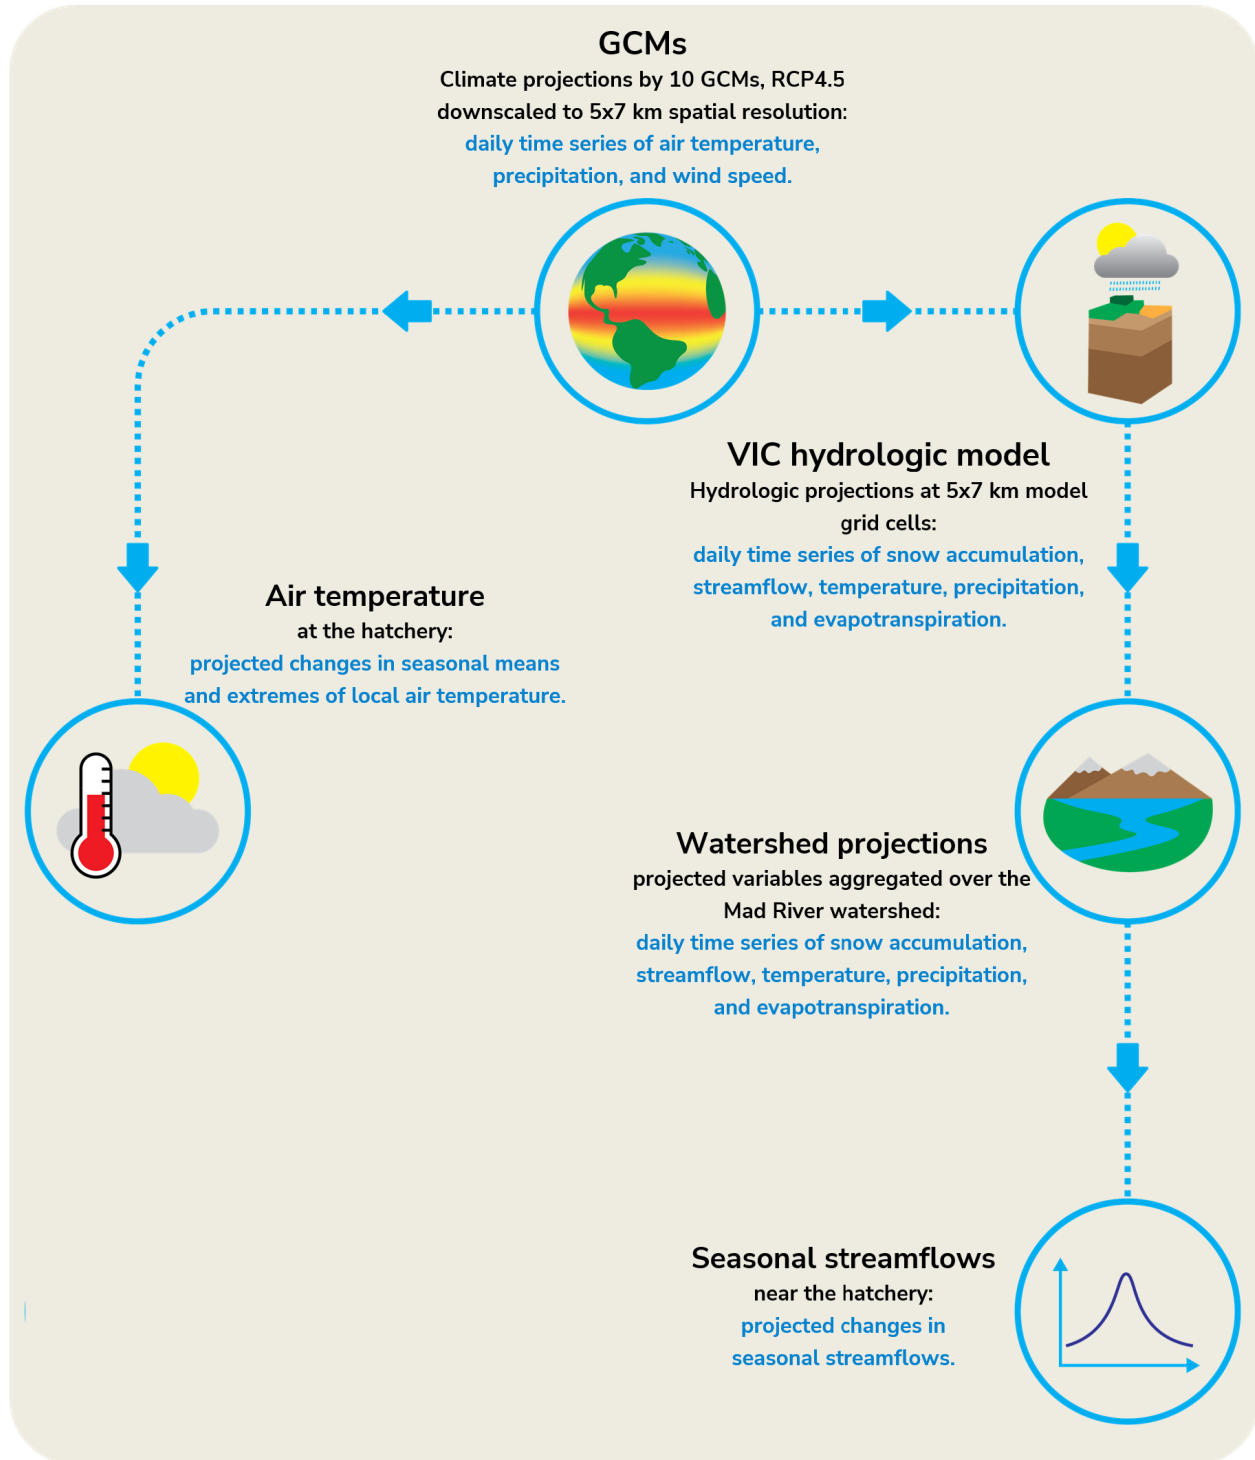 GCMs
Climate projections by 10 GCMs, RCP4.5
downscaled to 5x7 km spatial resolution:
daily time series of air temperature,
precipitation, and wind speed.
VIC hydrologic model
Hydrologic projections at 5x7 km model
grid cells:
daily time series of snow accumulation,
streamflow, temperature, precipitation,
and evapotranspiration.
Air temperature
at the hatchery:
projected changes in seasonal means
and extremes of local air temperature.
Watershed projections
projected variables aggregated over the
Mad River watershed:
daily time series of snow accumulation,
streamflow, temperature, precipitation,
and evapotranspiration.
Seasonal streamflows
near the hatchery:
projected changes in
seasonal streamflows.